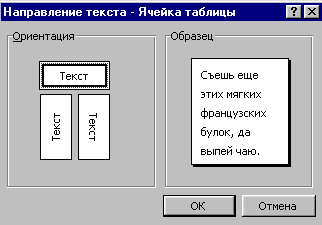 Направление текста - Ячейка таблицы
Ориентация
Текст
Текст
Текст
Образец
Съешь еще
этих мягких
французских
булок, да
выпей чаю.
ОК
Отмена